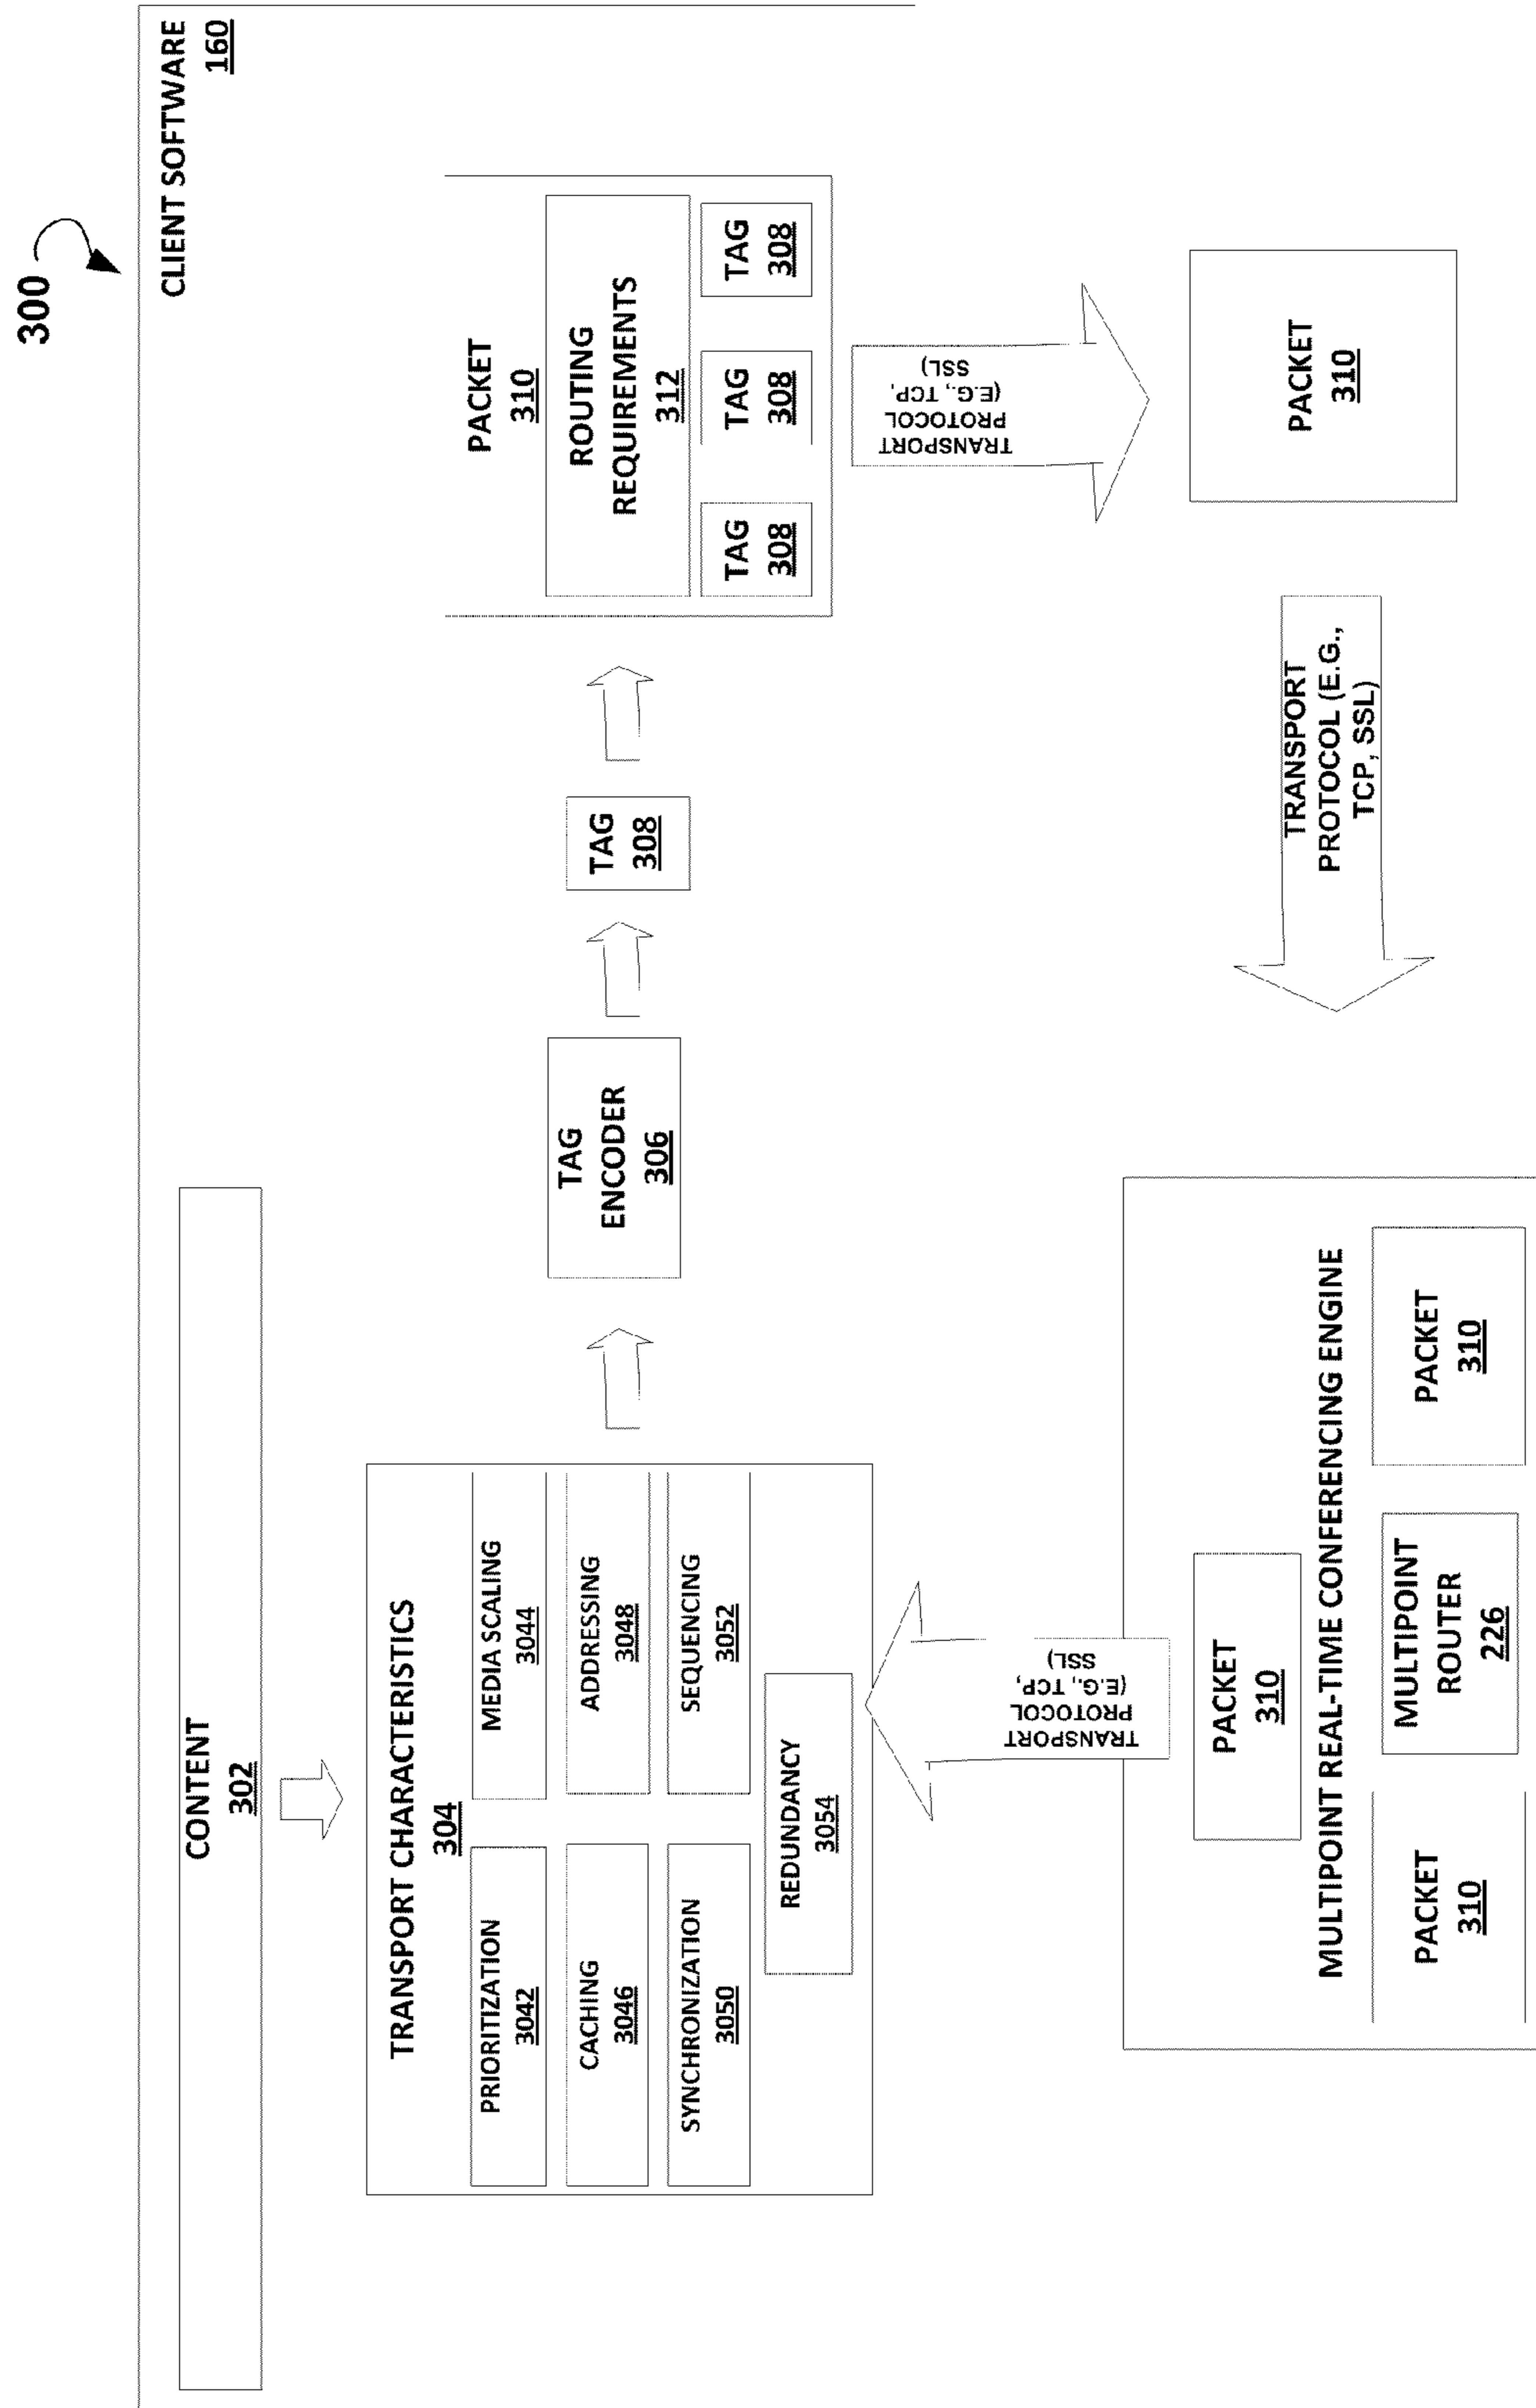 300
CLIENT SOFTWARE
160
CONTENT
302
TRANSPORT CHARACTERISTICS
304
PRIORITIZATION
3042
MEDIA SCALING
3044
CACHING
3046
ADDRESSING
3048
SYNCHRONIZATION
3050
SEQUENCING
3052
REDUNDANCY
3054
TAG
ENCODER
306
TAG
308
PACKET
310
ROUTING
REQUIREMENTS
312
TAG
308
TAG
308
TAG
308
TRANSPORT
PROTOCOL
(E.G., TCP,
SSL)
PACKET
310
TRANSPORT
PROTOCOL (E.G.,
TCP, SSL)
TRANSPORT
PROTOCOL
(E.G., TCP,
SSL)
PACKET
310
MULTIPOINT REAL-TIME CONFERENCING ENGINE
PACKET
310
MULTIPOINT
ROUTER
226
PACKET
310